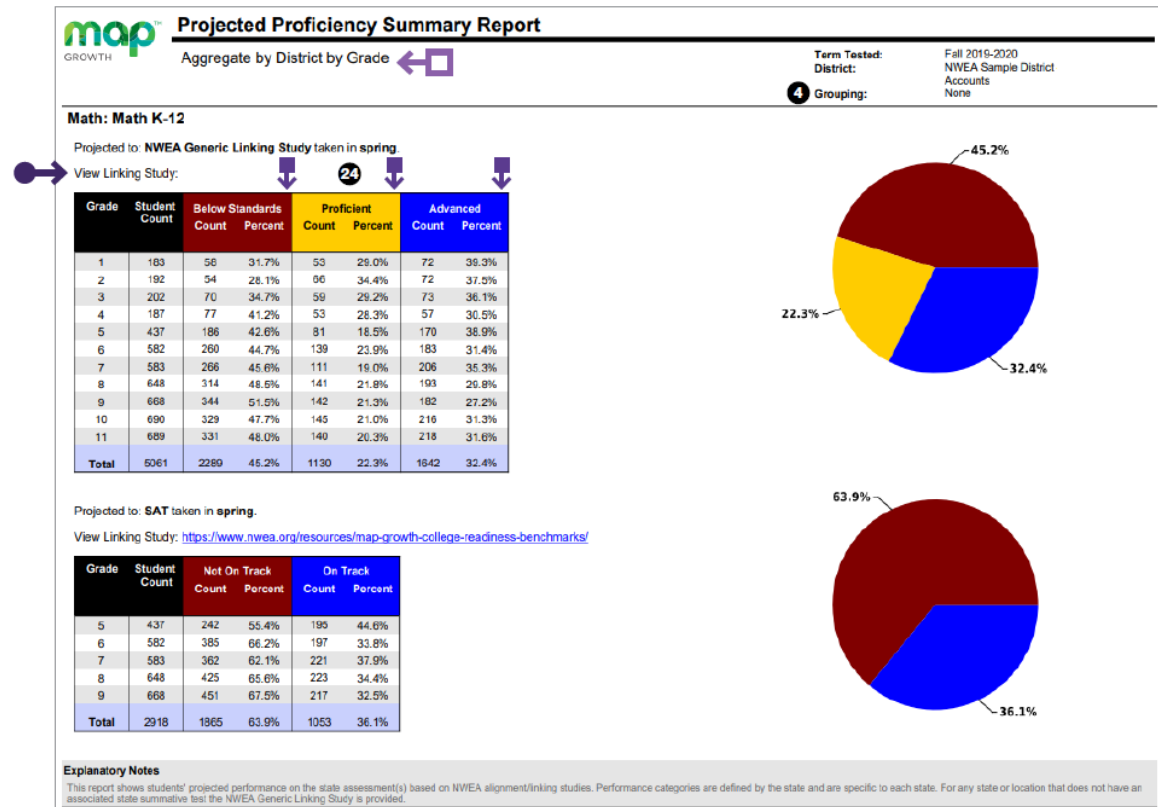 map™
GROWTH
Projected Proficiency Summary Report
Aggregate by District by Grade
Term Tested: Fall 2019-2020
District: NWEA Sample District
Accounts
4 Grouping: None
Math: Math K-12
Projected to: NWEA Generic Linking Study taken in spring.
View Linking Study:
24
Grade Student Count Below Standards Proficient Advanced
Count Percent Count Percent Count Percent
1 183 58 31.7% 53 29.0% 72 39.3%
2 192 54 28.1% 66 34.4% 72 37.5%
3 202 70 34.7% 59 29.2% 73 36.1%
4 187 77 41.2% 53 28.3% 57 30.5%
5 437 186 42.6% 81 18.5% 170 38.9%
6 582 260 44.7% 139 23.9% 183 31.4%
7 583 266 45.6% 111 19.0% 206 35.3%
8 648 314 48.5% 141 21.8% 193 29.8%
9 668 344 51.5% 142 21.3% 182 27.2%
10 690 329 47.7% 145 21.0% 216 31.3%
11 689 331 48.0% 140 20.3% 218 31.6%
Total 5061 2289 45.2% 1130 22.3% 1642 32.4%
45.2%
22.3%
32.4%
Projected to: SAT taken in spring.
View Linking Study: https://www.nwea.org/resources/map-growth-college-readiness-benchmarks/
Grade Student Count Not On Track On Track
Count Percent Count Percent
5 437 242 55.4% 195 44.6%
6 582 385 66.2% 197 33.8%
7 583 362 62.1% 221 37.9%
8 648 425 65.6% 223 34.4%
9 668 451 67.5% 217 32.5%
Total 2918 1865 63.9% 1053 36.1%
63.9%
36.1%
Explanatory Notes
This report shows students' projected performance on the state assessment(s) based on NWEA alignment/linking studies. Performance categories are defined by the state and are specific to each state. For any state or location that does not have an
associated state summative test the NWEA Generic Linking Study is provided.